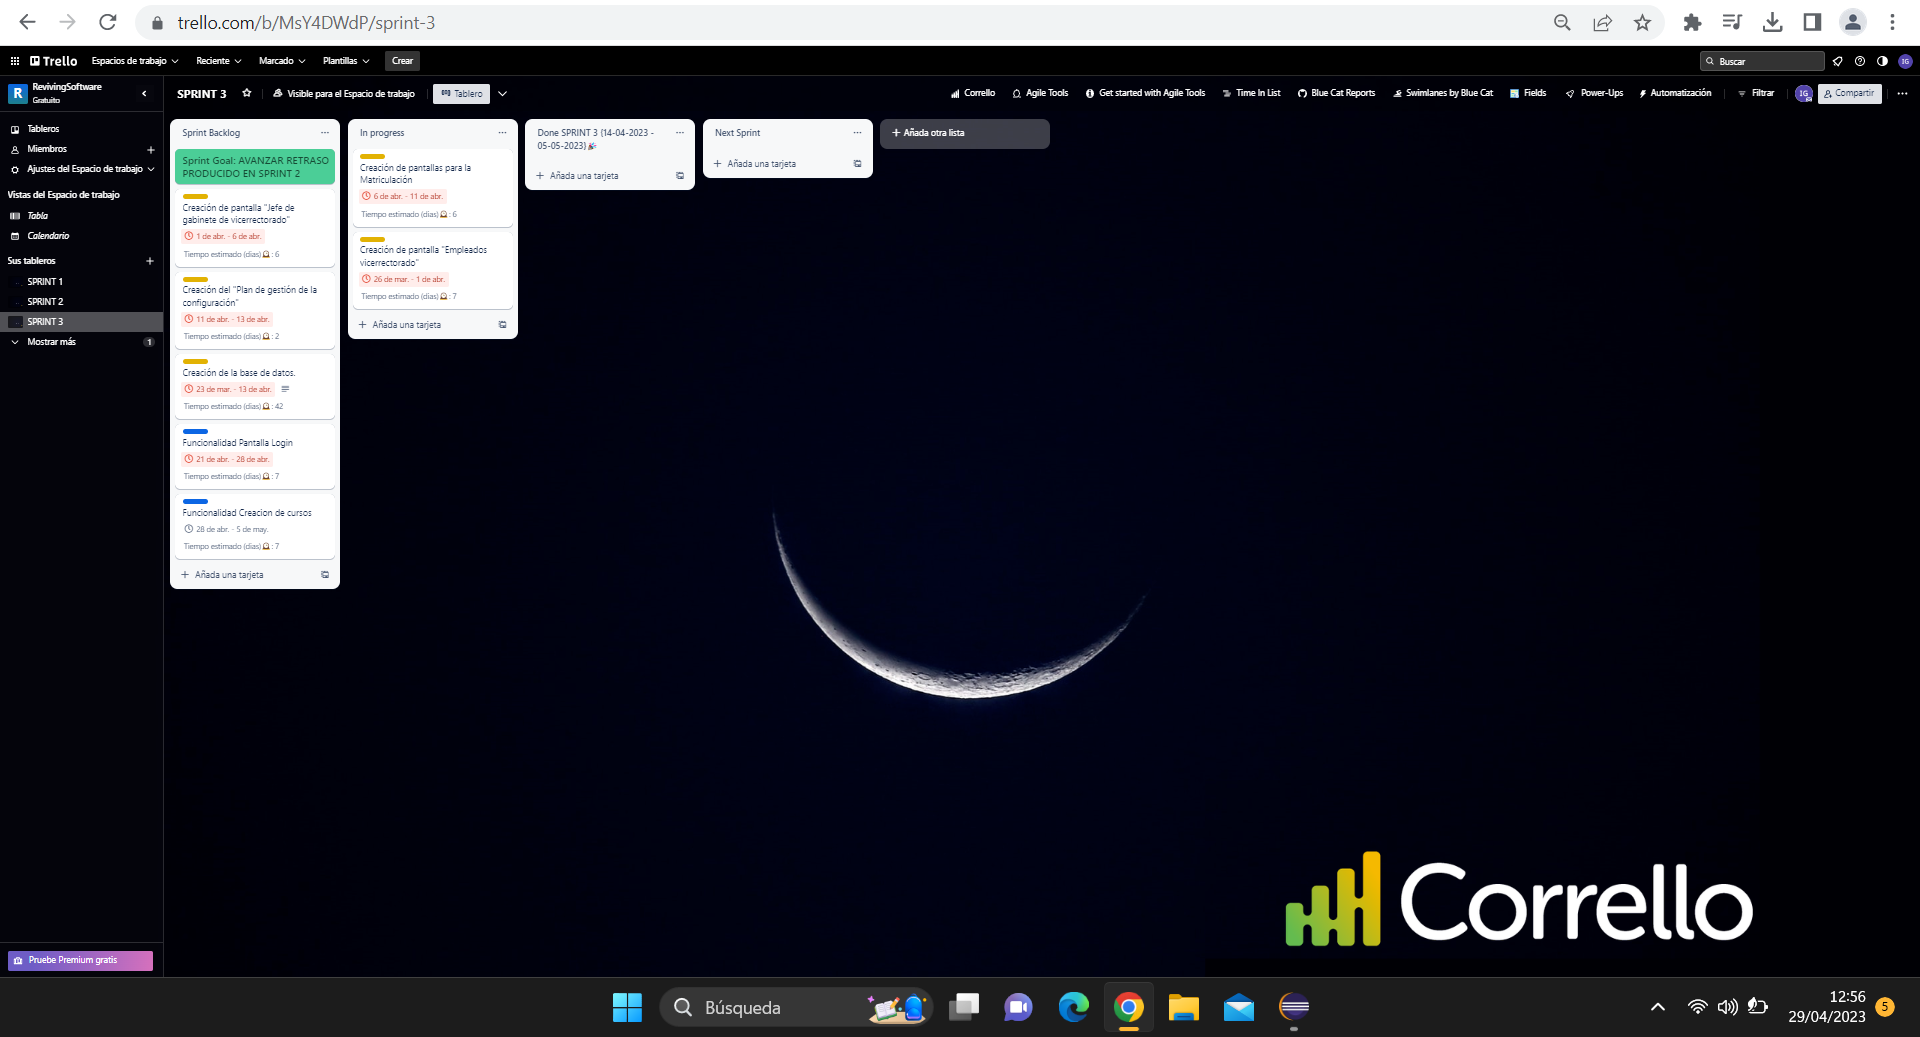 trello.com/b/MsY4DWdP/sprint-3
Trello
Espacios de trabajo
Reciente
Marcado
Plantillas
Crear
Buscar
IG
R
RevivingSoftware
Gratuito
SPRINT 3
Visible para el Espacio de trabajo
Tablero
Corrello
Agile Tools
Get started with Agile Tools
Time In List
Blue Cat Reports
Swimlanes by Blue Cat
Fields
Power-Ups
Automatización
Filtrar
IG
Compartir
Tableros
Miembros
Ajustes del Espacio de trabajo
Vistas del Espacio de trabajo
Tabla
Calendario
Sus tableros
SPRINT 1
SPRINT 2
SPRINT 3
Mostrar más
1
Pruebe Premium gratis
Sprint Backlog
Sprint Goal: AVANZAR RETRASO
PRODUCIDO EN SPRINT 2
Creación de pantalla "Jefe de
gabinete de vicerrectorado"
1 de abr. - 6 de abr.
Tiempo estimado (días) : 6
Creación del "Plan de gestión de la
configuración"
11 de abr. - 13 de abr.
Tiempo estimado (días) : 2
Creación de la base de datos.
23 de mar. - 13 de abr.
Tiempo estimado (días) : 42
Funcionalidad Pantalla Login
21 de abr. - 28 de abr.
Tiempo estimado (días) : 7
Funcionalidad Creacion de cursos
28 de abr. - 5 de may.
Tiempo estimado (días) : 7
Añada una tarjeta
In progress
Creación de pantallas para la
Matriculación
6 de abr. - 11 de abr.
Tiempo estimado (días) : 6
Creación de pantalla "Empleados
vicerrectorado"
26 de mar. - 1 de abr.
Tiempo estimado (días) : 7
Añada una tarjeta
Done SPRINT 3 (14-04-2023 -
05-05-2023)
Añada una tarjeta
Next Sprint
Añada una tarjeta
Añada otra lista
Corrello
Búsqueda
12:56
29/04/2023
5